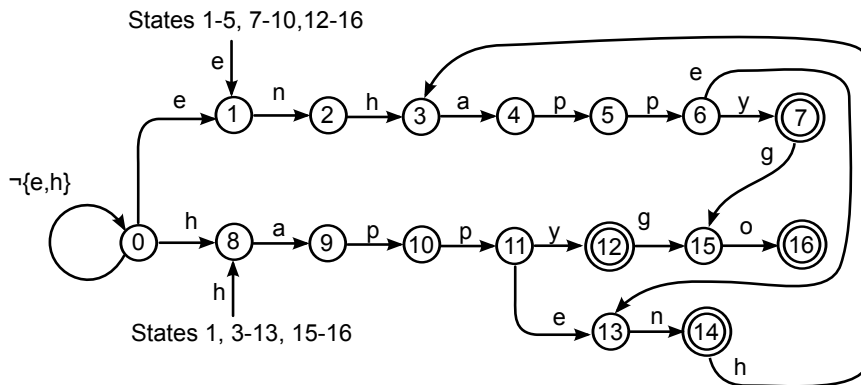 States 1-5, 7-10,12-16
e
e n h a p p e y
1 2 3 4 5 6 7
¬{e,h}
g
h a p p y g o
0 8 9 10 11 12 15 16
h
e n
13 14
States 1, 3-13, 15-16
h